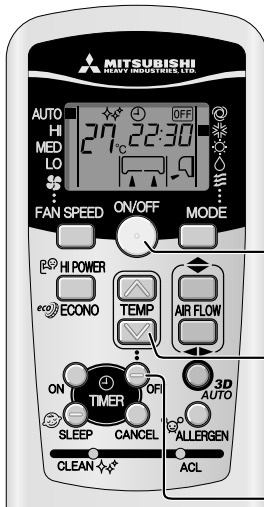 MITSUBISHI
HEAVY INDUSTRIES, LTD.
AUTO OFF
HI 27°C 22:30
MED
LO
FAN SPEED ON/OFF MODE
HI POWER
eco ECONO TEMP AIR FLOW
3D
AUTO
ON OFF
TIMER
SLEEP CANCEL ALLERGEN
CLEAN ACL